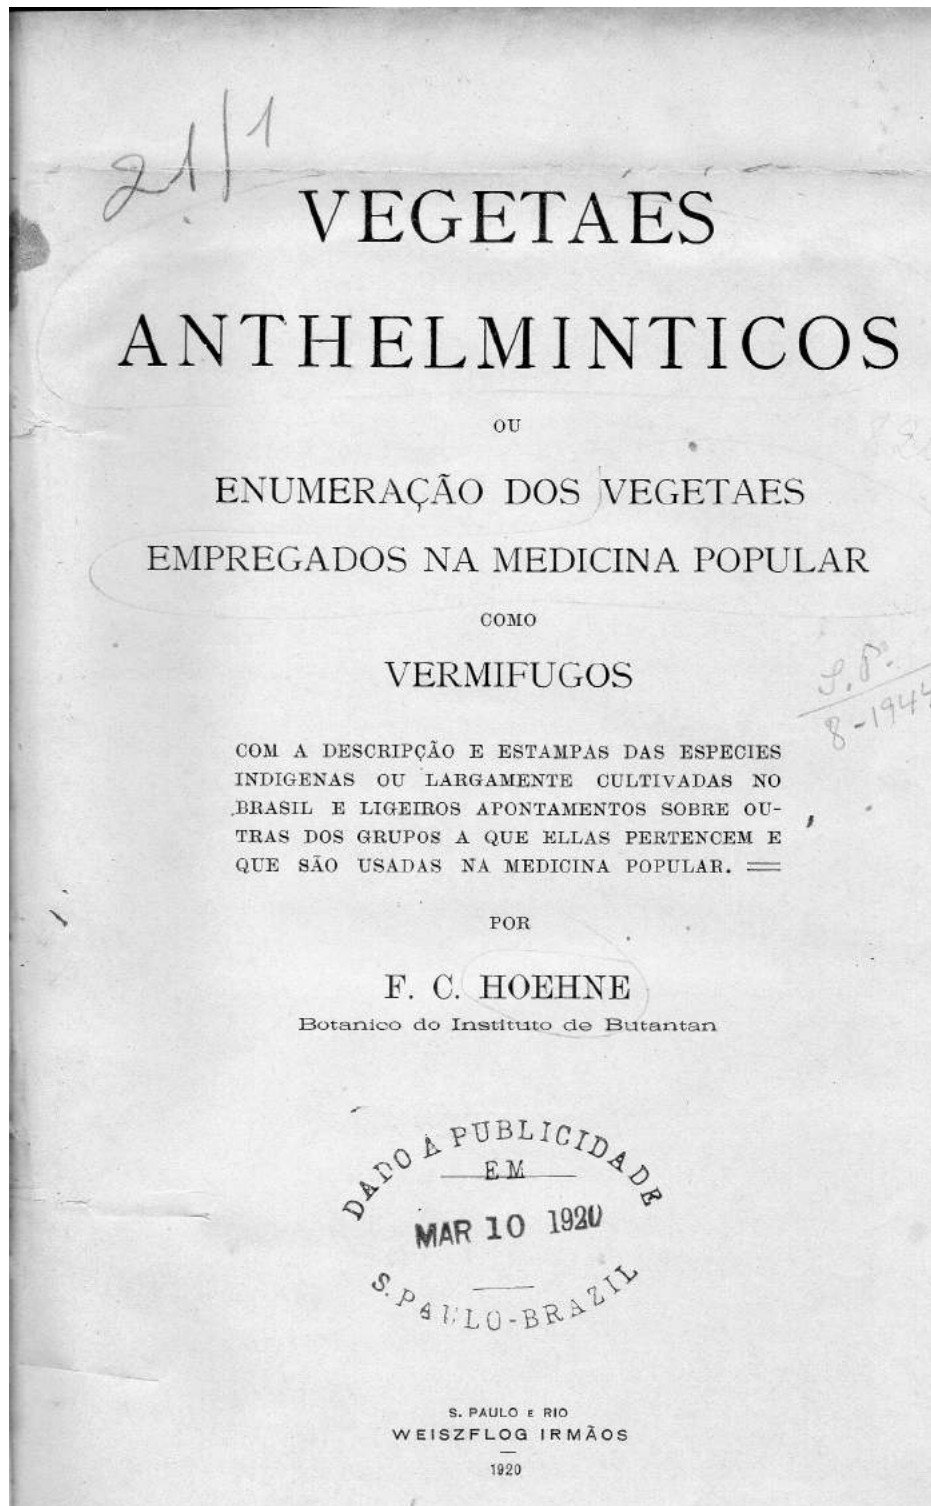 21/1
VEGETAES
ANTHELMINTICOS
OU
ENUMERAÇÃO DOS VEGETAES
EMPREGADOS NA MEDICINA POPULAR
COMO
VERMIFUGOS
S. P.
8-1944
COM A DESCRIPÇÃO E ESTAMPAS DAS ESPECIES
INDIGENAS OU LARGAMENTE CULTIVADAS NO
BRASIL E LIGEIROS APONTAMENTOS SOBRE OU-
TRAS DOS GRUPOS A QUE ELLAS PERTENCEM E
QUE SÃO USADAS NA MEDICINA POPULAR.
POR
F. C. HOEHNE
Botanico do Instituto de Butantan
DADO A PUBLICIDADE
EM
MAR 10 1920
S. PAULO-BRAZIL
S. PAULO E RIO
WEISZFLOG IRMÃOS
1920